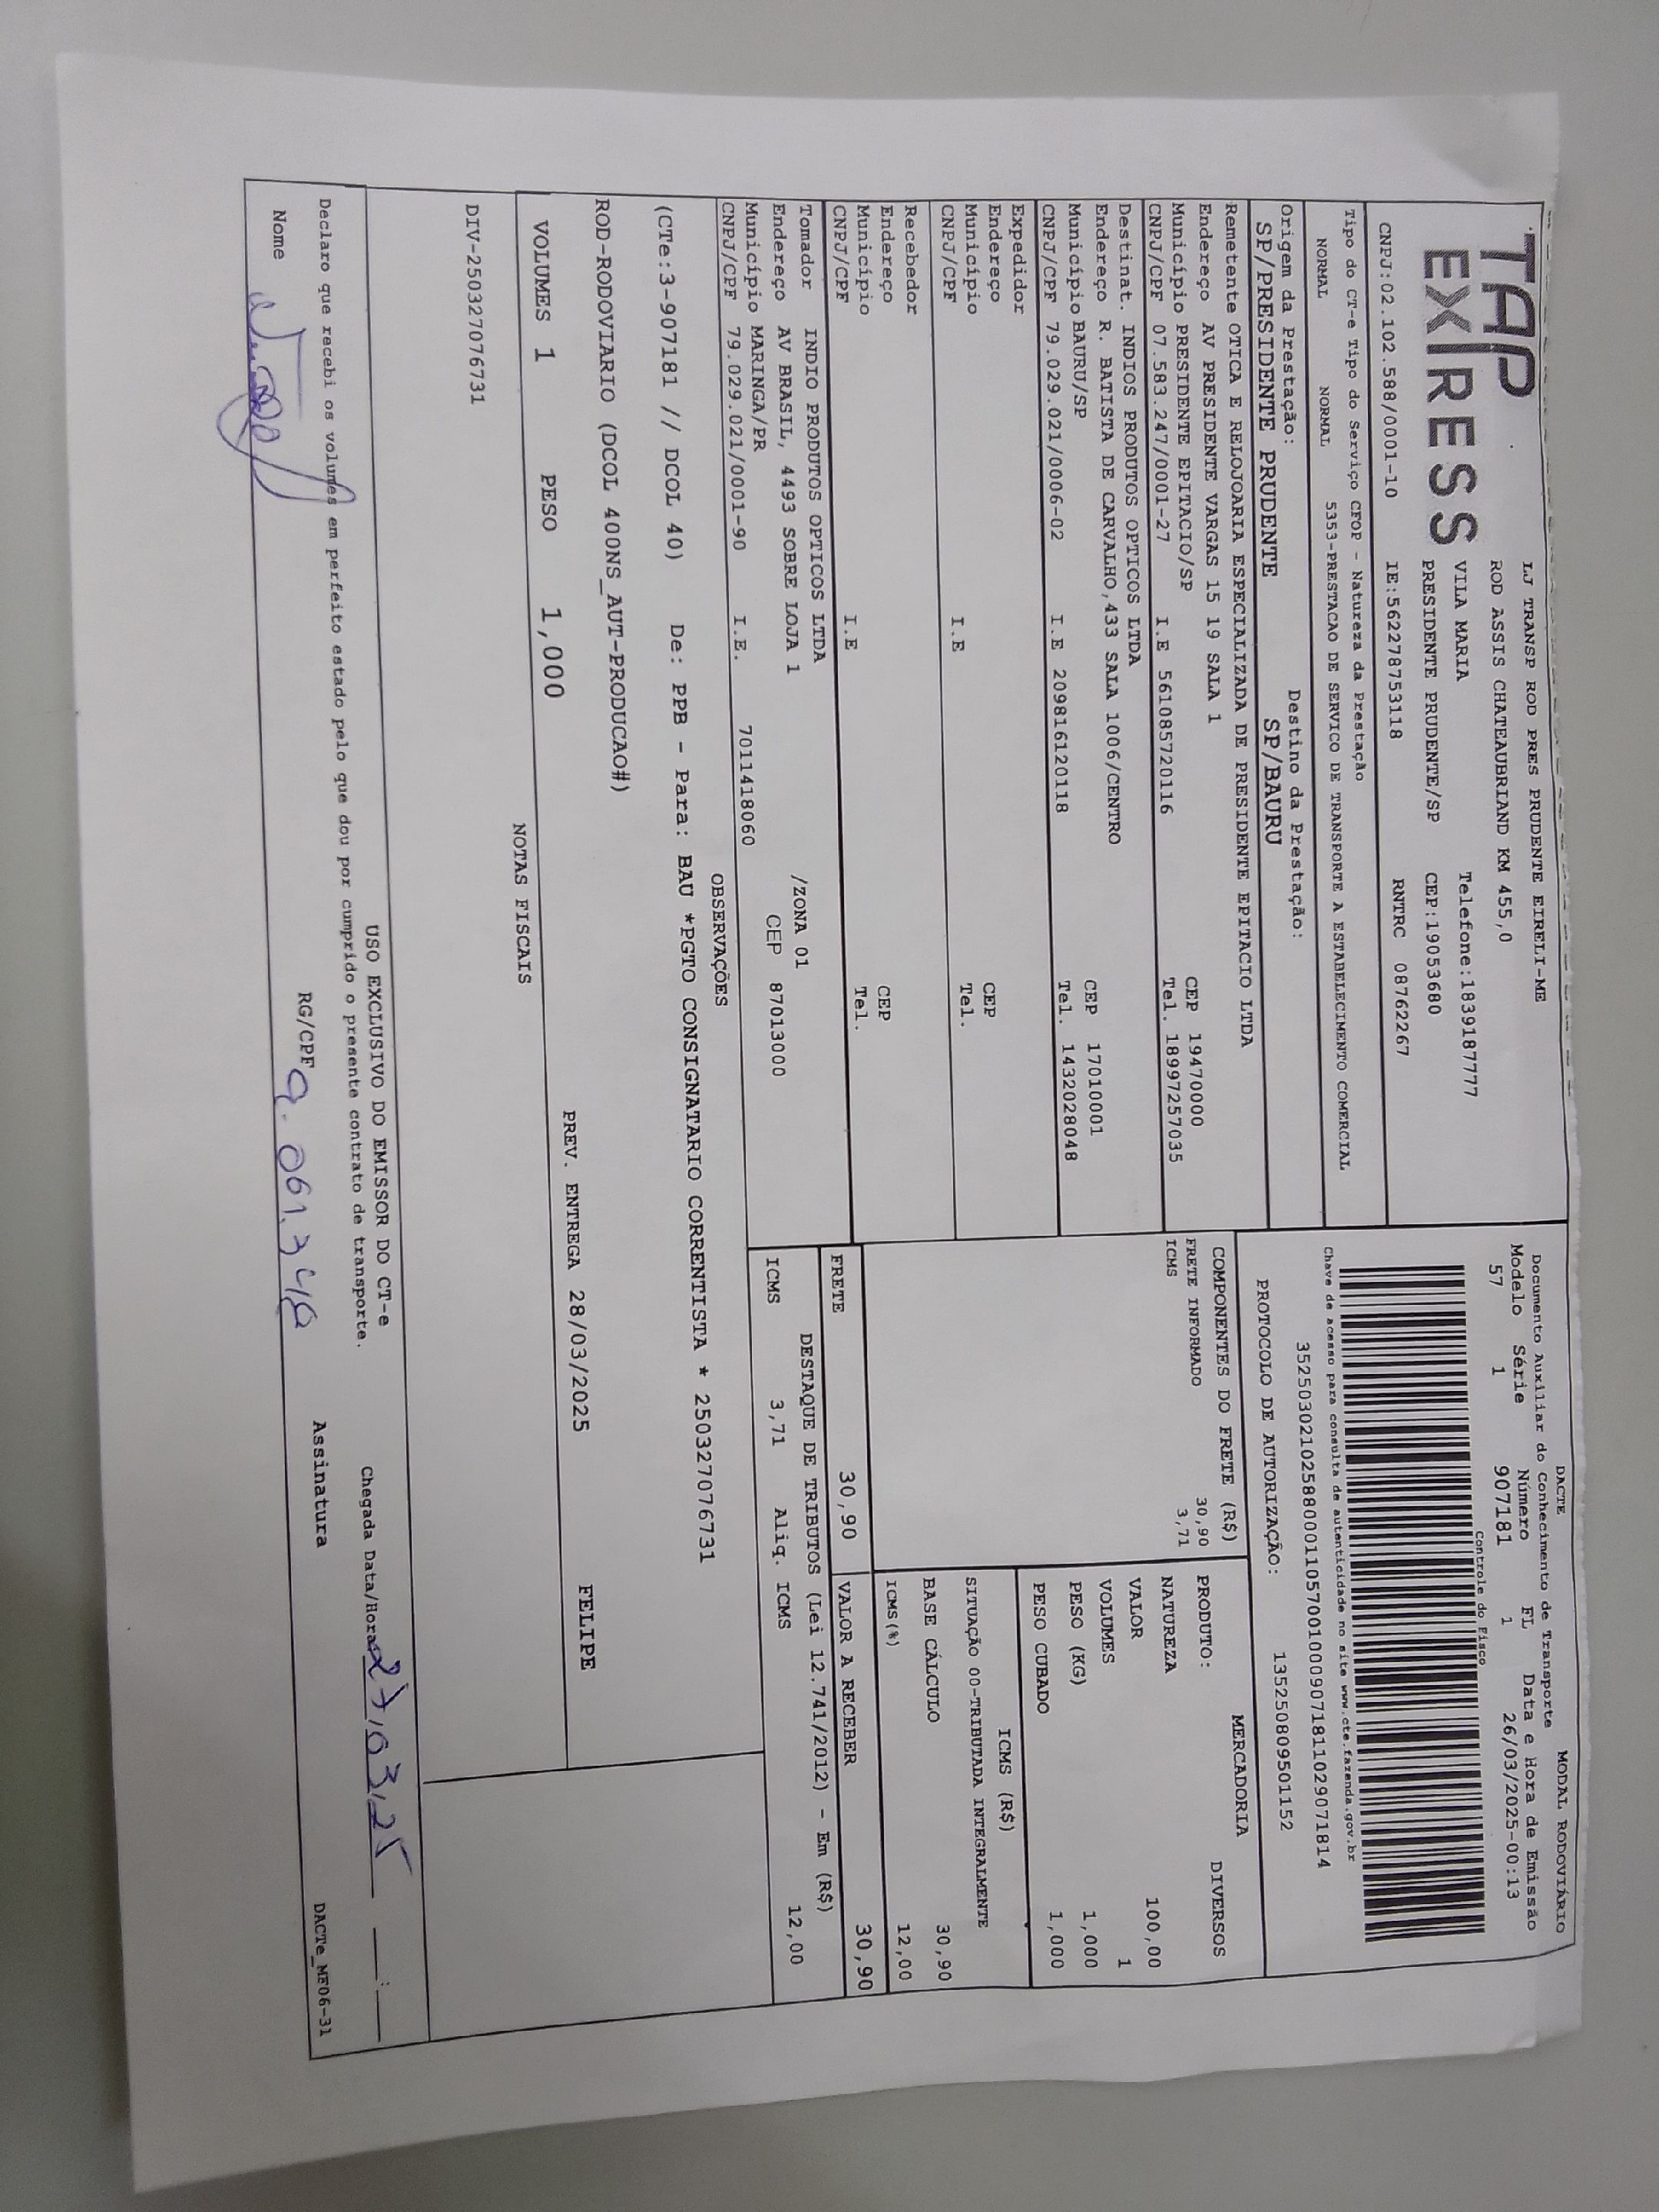 TAP
EXPRESS
LJ TRANSP ROD PRES PRUDENTE EIRELI-ME
ROD ASSIS CHATEAUBRIAND KM 455,0
VILA MARIA Telefone:1839187777
PRESIDENTE PRUDENTE/SP CEP:19053680
CNPJ:02.102.588/0001-10 IE:562278753118 RNTRC 08762267
DACTE MODAL RODOVIÁRIO
Documento Auxiliar do Conhecimento de Transporte
Modelo Série Número FL Data e Hora de Emissão
57 1 907181 1 26/03/2025-00:13
Controle do Fisco
Chave de acesso para consulta de autenticidade no site www.cte.fazenda.gov.br
35250302102588000110570010009071811029071814
PROTOCOLO DE AUTORIZAÇÃO: 135250809501152
Tipo do CT-e Tipo do Serviço CFOP - Natureza da Prestação
NORMAL NORMAL 5353-PRESTACAO DE SERVICO DE TRANSPORTE A ESTABELECIMENTO COMERCIAL
Origem da Prestação: Destino da Prestação:
SP/PRESIDENTE PRUDENTE SP/BAURU
Remetente OTICA E RELOJOARIA ESPECIALIZADA DE PRESIDENTE EPITACIO LTDA
Endereço AV PRESIDENTE VARGAS 15 19 SALA 1
Município PRESIDENTE EPITACIO/SP CEP 19470000
CNPJ/CPF 07.583.247/0001-27 I.E 561085720116 Tel. 18997257035
Destinat. INDIOS PRODUTOS OPTICOS LTDA
Endereço R. BATISTA DE CARVALHO,433 SALA 1006/CENTRO
Município BAURU/SP CEP 17010001
CNPJ/CPF 79.029.021/0006-02 I.E 209816120118 Tel. 1432028048
Expedidor
Endereço
Município CEP
CNPJ/CPF I.E Tel.
Recebedor
Endereço
Município CEP
CNPJ/CPF I.E Tel.
Tomador INDIO PRODUTOS OPTICOS LTDA
Endereço AV BRASIL, 4493 SOBRE LOJA 1 /ZONA 01
Município MARINGA/PR CEP 87013000
CNPJ/CPF 79.029.021/0001-90 I.E. 7011418060
COMPONENTES DO FRETE (R$)
FRETE INFORMADO 30,90
ICMS 3,71
MERCADORIA
PRODUTO: DIVERSOS
NATUREZA
VALOR 100,00
VOLUMES 1
PESO (KG) 1,000
PESO CUBADO 1,000
ICMS (R$)
SITUAÇÃO 00-TRIBUTADA INTEGRALMENTE
BASE CÁLCULO 30,90
ICMS(%) 12,00
FRETE 30,90 VALOR A RECEBER 30,90
DESTAQUE DE TRIBUTOS (Lei 12.741/2012) - Em (R$)
ICMS 3,71 Aliq. ICMS 12,00
OBSERVAÇÕES
(CTe:3-907181 // DCOL 40) De: PPB - Para: BAU *PGTO CONSIGNATARIO CORRENTISTA * 250327076731
ROD-RODOVIARIO (DCOL 400NS_AUT-PRODUCAO#)
PREV. ENTREGA 28/03/2025 FELIPE
VOLUMES 1 PESO 1,000
NOTAS FISCAIS
DIV-250327076731
USO EXCLUSIVO DO EMISSOR DO CT-e
Declaro que recebi os volumes em perfeito estado pelo que dou por cumprido o presente contrato de transporte.
Chegada Data/Hora 27/03/25 :
Nome RG/CPF 9.061.348 Assinatura
DACTe_MF06-31